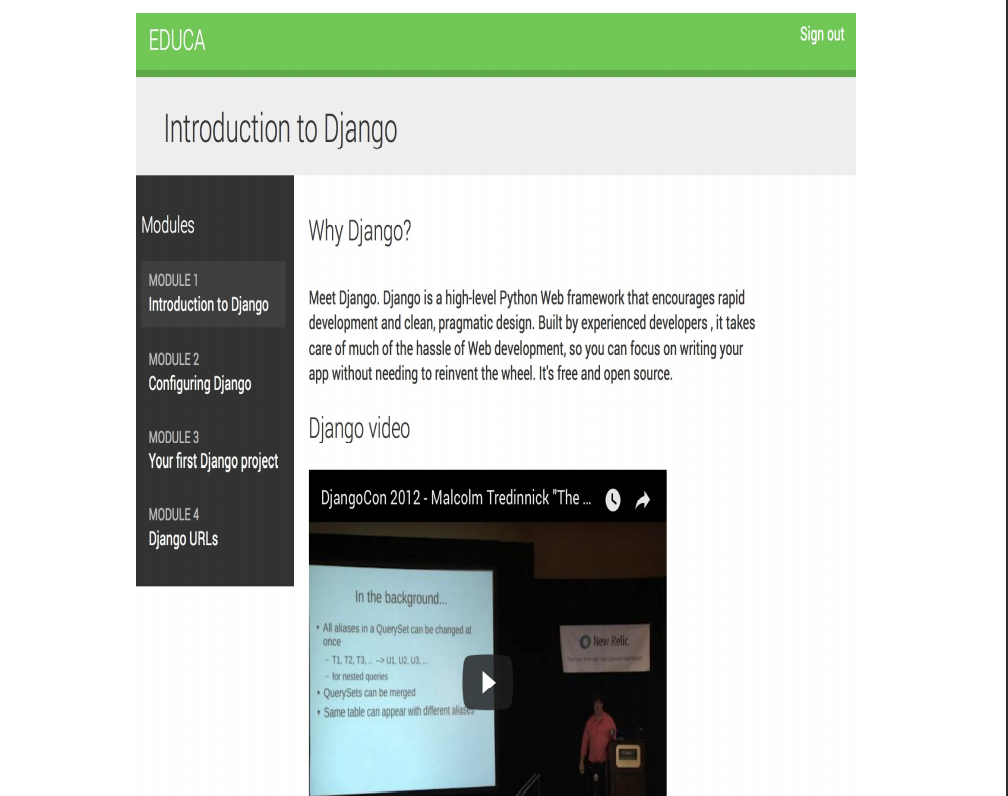 EDUCA
Sign out
Introduction to Django
Modules
MODULE 1
Introduction to Django
MODULE 2
Configuring Django
MODULE 3
Your first Django project
MODULE 4
Django URLs
Why Django?
Meet Django. Django is a high-level Python Web framework that encourages rapid
development and clean, pragmatic design. Built by experienced developers , it takes
care of much of the hassle of Web development, so you can focus on writing your
app without needing to reinvent the wheel. It's free and open source.
Django video
DjangoCon 2012 - Malcolm Tredinnick "The ...
In the background...
• All aliases in a QuerySet can be changed at
once
– T1, T2, T3, .. --> U1, U2, U3, ...
– for nested queries
• QuerySets can be merged
• Same table can appear with different aliases
New Relic.